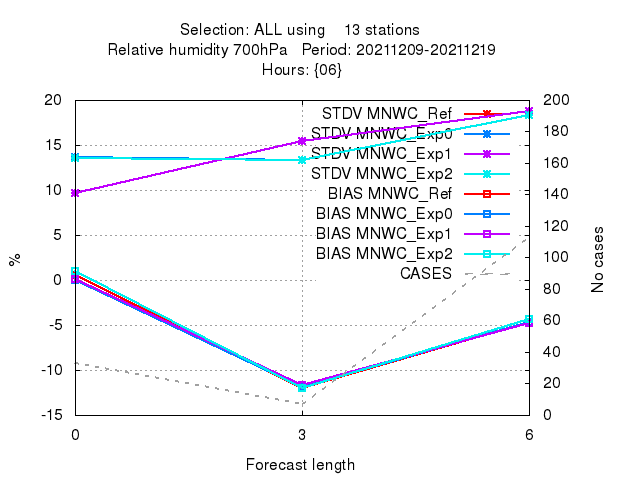 Selection: ALL using 13 stations
Relative humidity 700hPa Period: 20211209-20211219
Hours: {06}
20
15
10
5
0
-5
-10
-15
%
200
180
160
140
120
100
80
60
40
20
0
No cases
STDV MNWC_Ref
STDV MNWC_Exp0
STDV MNWC_Exp1
STDV MNWC_Exp2
BIAS MNWC_Ref
BIAS MNWC_Exp0
BIAS MNWC_Exp1
BIAS MNWC_Exp2
CASES
0 3 6
Forecast length